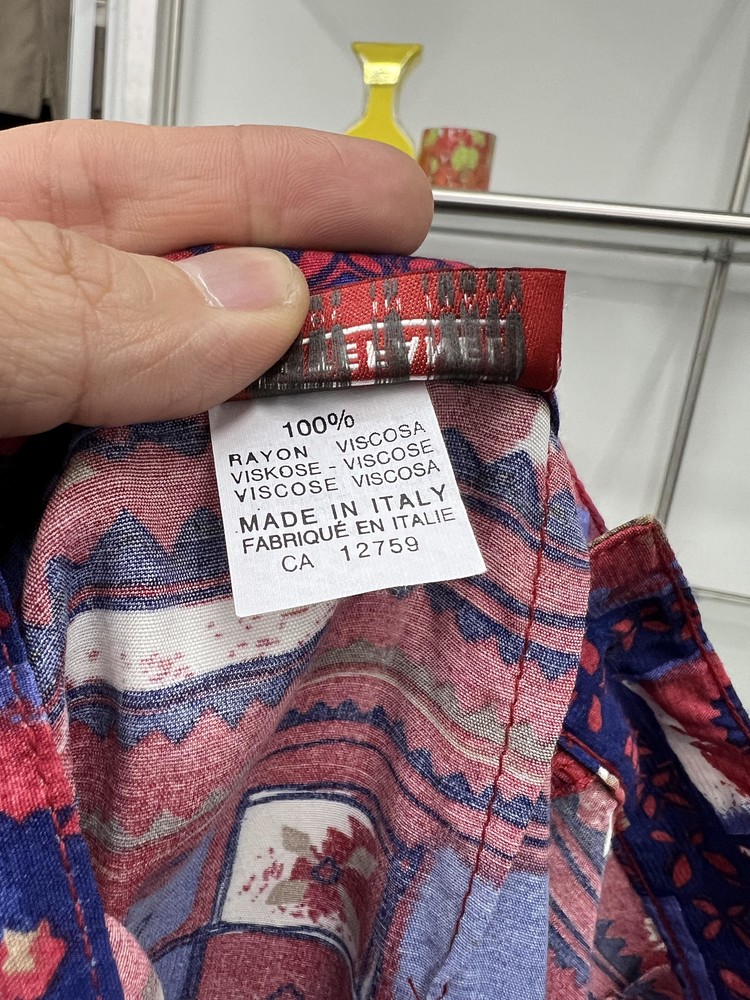 100%
RAYON VISCOSA
VISKOSE - VISCOSE
VISCOSE VISCOSA
MADE IN ITALY
FABRIQUÉ EN ITALIE
CA 12759